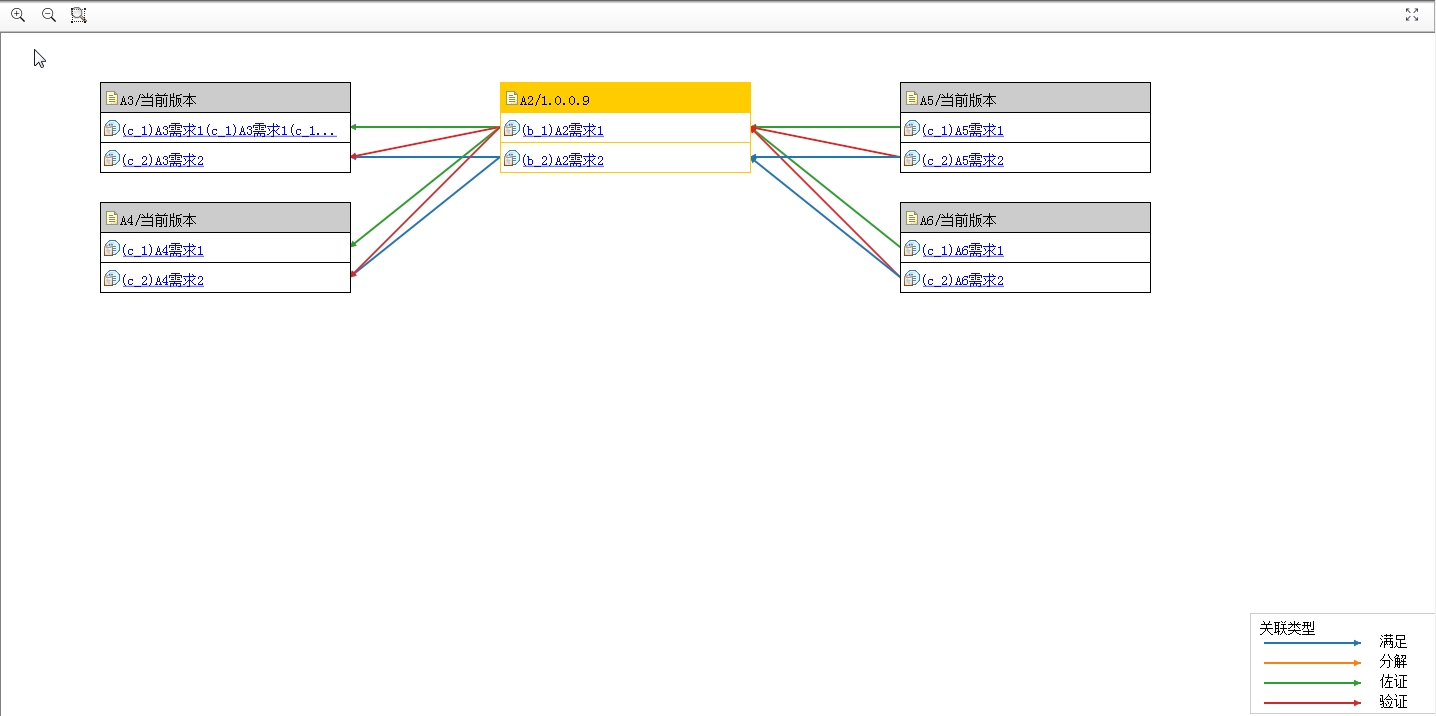 A3/当前版本
(c_1)A3需求1(c_1)A3需求1(c_1...
(c_2)A3需求2
A4/当前版本
(c_1)A4需求1
(c_2)A4需求2
A2/1.0.0.9
(b_1)A2需求1
(b_2)A2需求2
A5/当前版本
(c_1)A5需求1
(c_2)A5需求2
A6/当前版本
(c_1)A6需求1
(c_2)A6需求2
关联类型
满足
分解
佐证
验证